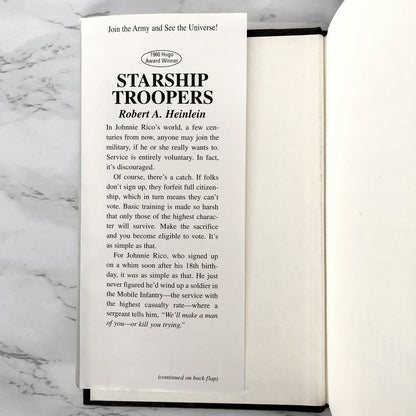 Join the Army and See the Universe!
1960 Hugo
Award Winner
STARSHIP
TROOPERS
Robert A. Heinlein
In Johnnie Rico's world, a few cen-
turies from now, anyone may join the
military, if he or she really wants to.
Service is entirely voluntary. In fact,
it's discouraged.
Of course, there's a catch. If folks
don't sign up, they forfeit full citizen-
ship, which in turn means they can't
vote. Basic training is made so harsh
that only those of the highest charac-
ter will survive. Make the sacrifice
and you become eligible to vote. It's
as simple as that.
For Johnnie Rico, who signed up
on a whim soon after his 18th birth-
day, it was as simple as that. He just
never figured he'd wind up a soldier in
the Mobile Infantry—the service with
the highest casualty rate—where a
sergeant tells him, "We'll make a man
of you—or kill you trying."
(continued on back flap)